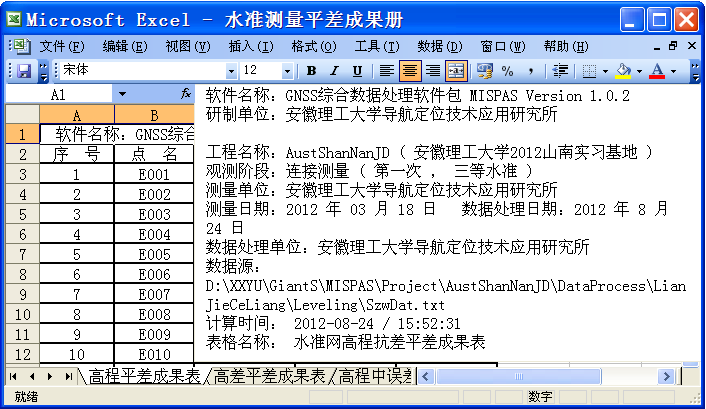 Microsoft Excel - 水准测量平差成果册
文件(F) 编辑(E) 视图(V) 插入(I) 格式(O) 工具(T) 数据(D) 窗口(W) 帮助(H)
宋体 12 B I U
A1 fx
A B
1 软件名称: GNSS综合
2 序 号 点 名
3 1 E001
4 2 E002
5 3 E003
6 4 E004
7 5 E005
8 6 E006
9 7 E007
10 8 E008
11 9 E009
12 10 E010
软件名称: GNSS综合数据处理软件包 MISPAS Version 1.0.2
研制单位: 安徽理工大学导航定位技术应用研究所
工程名称: AustShanNanJD ( 安徽理工大学2012山南实习基地 )
观测阶段: 连接测量 ( 第一次 , 三等水准 )
测量单位: 安徽理工大学导航定位技术应用研究所
测量日期: 2012 年 03 月 18 日 数据处理日期: 2012 年 8 月
24 日
数据处理单位: 安徽理工大学导航定位技术应用研究所
数据源:
D:\XXYU\GiantS\MISPAS\Project\AustShanNanJD\DataProcess\Lian
JieCeLiang\Leveling\SzwDat.txt
计算时间: 2012-08-24 / 15:52:31
表格名称: 水准网高程抗差平差成果表
高程平差成果表 高差平差成果表 高程中误差
就绪 数字